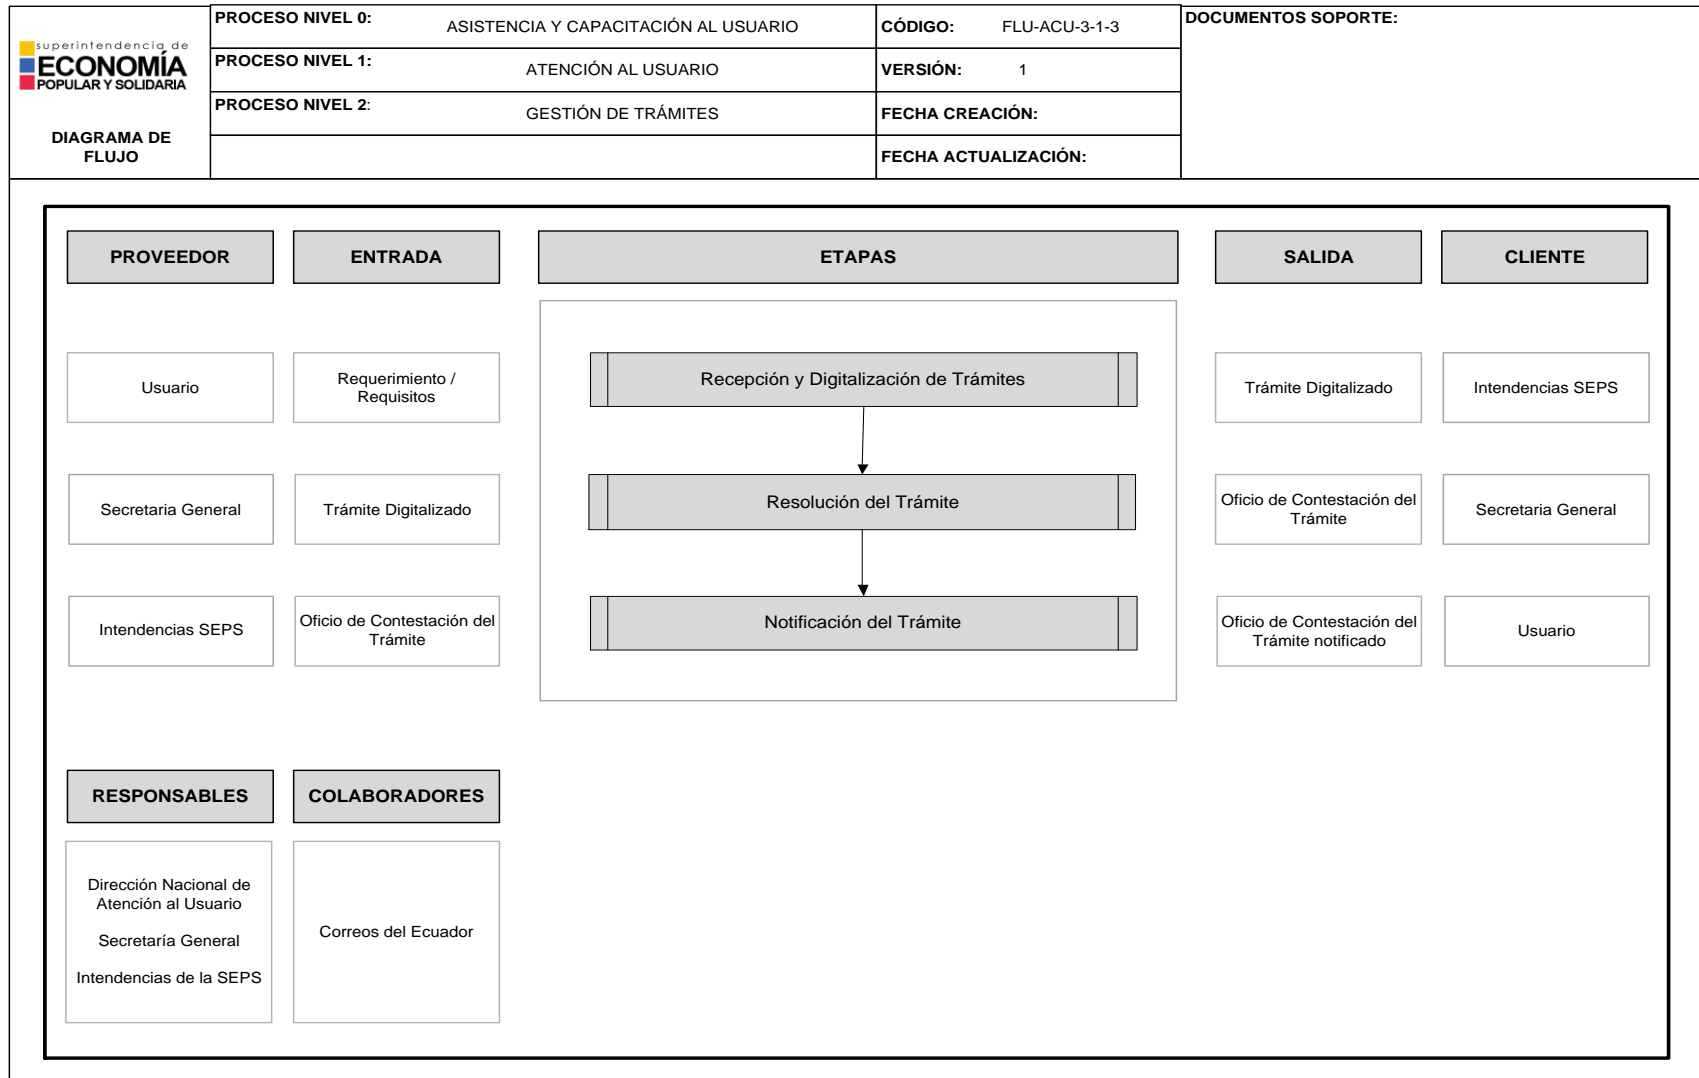 superintendencia de
ECONOMÍA
POPULAR Y SOLIDARIA
DIAGRAMA DE
FLUJO
PROCESO NIVEL 0: ASISTENCIA Y CAPACITACIÓN AL USUARIO
PROCESO NIVEL 1: ATENCIÓN AL USUARIO
PROCESO NIVEL 2: GESTIÓN DE TRÁMITES
CÓDIGO: FLU-ACU-3-1-3
VERSIÓN: 1
FECHA CREACIÓN:
FECHA ACTUALIZACIÓN:
DOCUMENTOS SOPORTE:
PROVEEDOR
ENTRADA
ETAPAS
SALIDA
CLIENTE
Usuario
Requerimiento /
Requisitos
Recepción y Digitalización de Trámites
Trámite Digitalizado
Intendencias SEPS
Secretaria General
Trámite Digitalizado
Resolución del Trámite
Oficio de Contestación del
Trámite
Secretaria General
Intendencias SEPS
Oficio de Contestación del
Trámite
Notificación del Trámite
Oficio de Contestación del
Trámite notificado
Usuario
RESPONSABLES
COLABORADORES
Dirección Nacional de
Atención al Usuario
Secretaría General
Intendencias de la SEPS
Correos del Ecuador